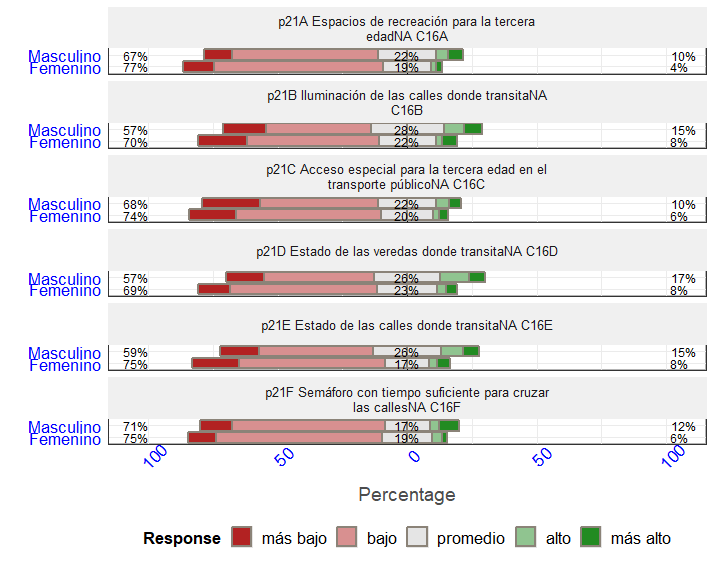 p21A Espacios de recreación para la tercera
edadNA C16A
Masculino 67% 22% 10%
Femenino 77% 19% 4%
p21B Iluminación de las calles donde transitaNA
C16B
Masculino 57% 28% 15%
Femenino 70% 22% 8%
p21C Acceso especial para la tercera edad en el
transporte públicoNA C16C
Masculino 68% 22% 10%
Femenino 74% 20% 6%
p21D Estado de las veredas donde transitaNA C16D
Masculino 57% 26% 17%
Femenino 69% 23% 8%
p21E Estado de las calles donde transitaNA C16E
Masculino 59% 26% 15%
Femenino 75% 17% 8%
p21F Semáforo con tiempo suficiente para cruzar
las callesNA C16F
Masculino 71% 17% 12%
Femenino 75% 19% 6%
100 50 0 50 100
Percentage
Response más bajo bajo promedio alto más alto